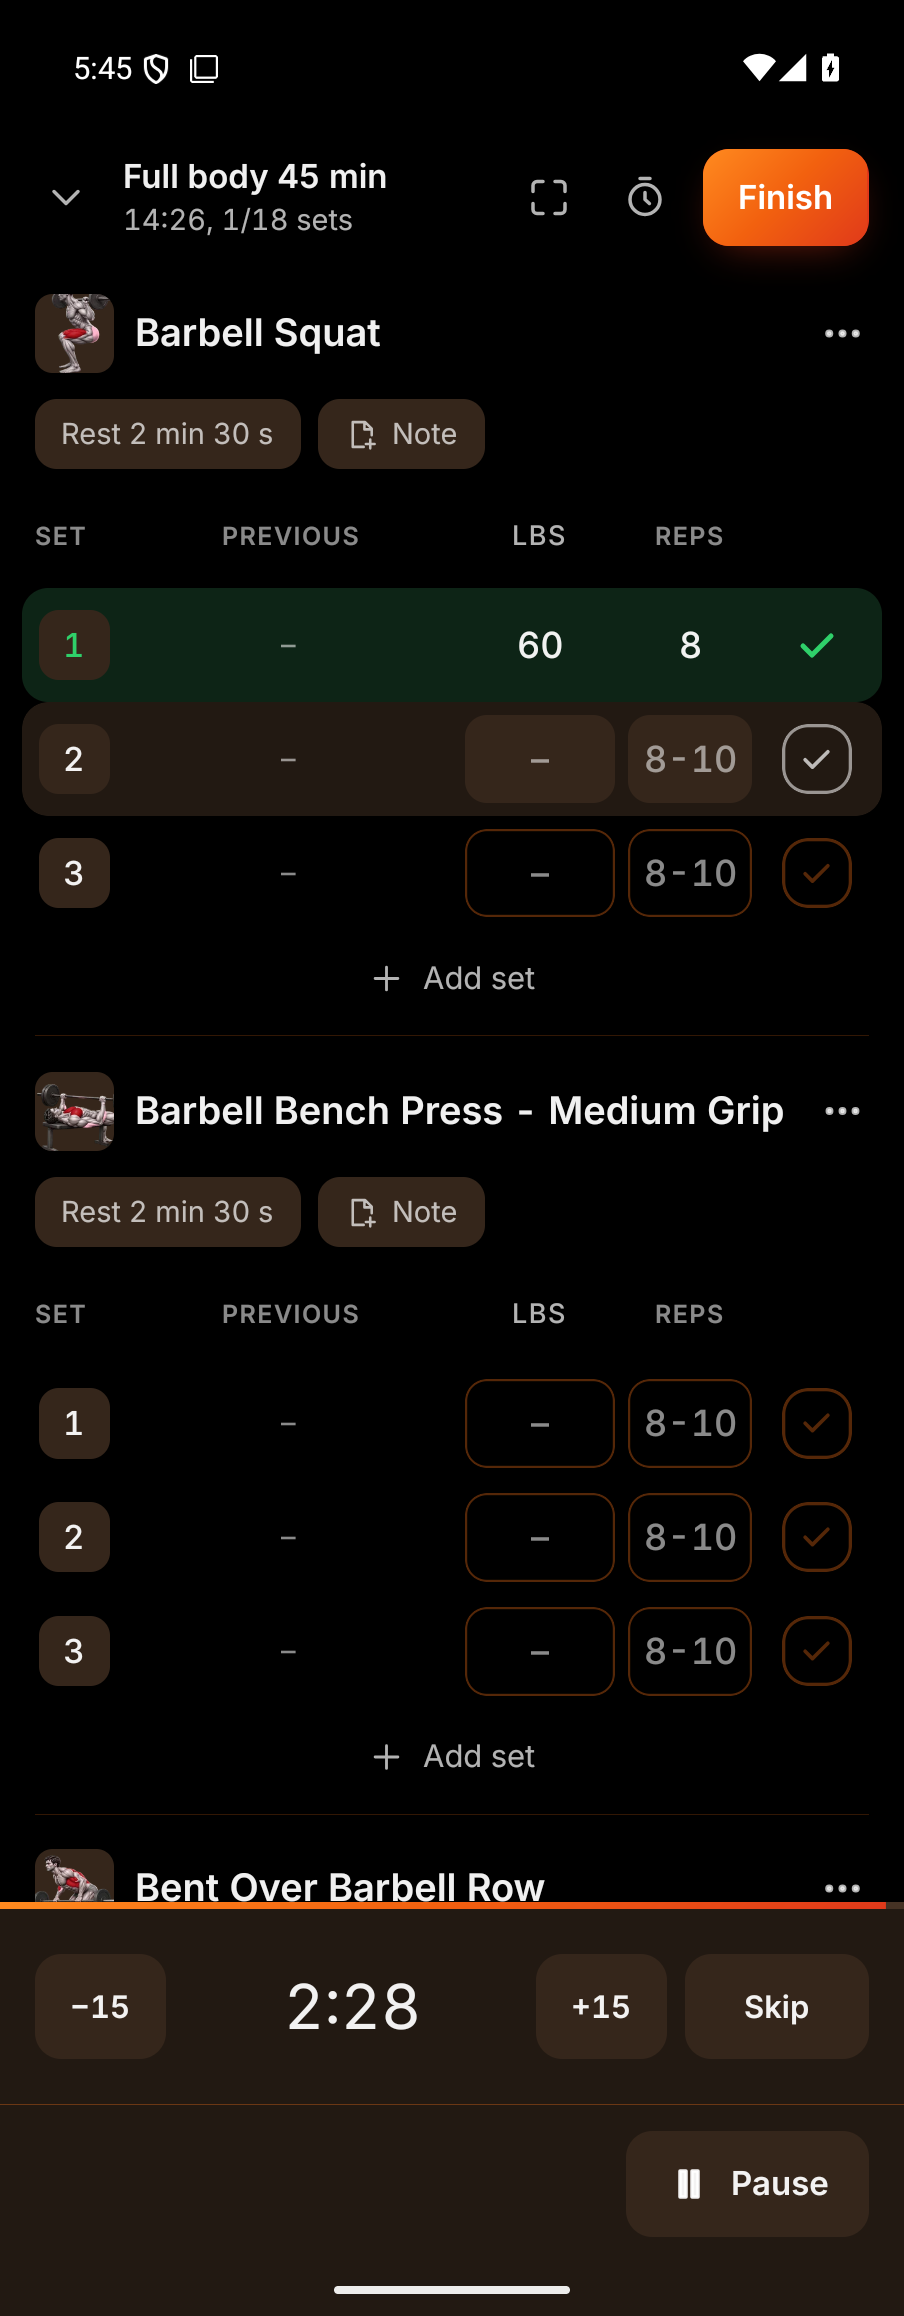 5:45
Full body 45 min
14:26, 1/18 sets
Finish
Barbell Squat
Rest 2 min 30 s
Note
SET PREVIOUS LBS REPS
1 – 60 8
2 – – 8-10
3 – – 8-10
+ Add set
Barbell Bench Press - Medium Grip
Rest 2 min 30 s
Note
SET PREVIOUS LBS REPS
1 – – 8-10
2 – – 8-10
3 – – 8-10
+ Add set
Bent Over Barbell Row
−15 2:28 +15 Skip
Pause